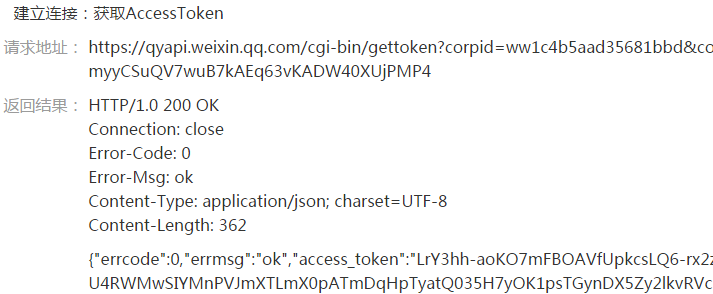 建立连接：获取AccessToken
请求地址： https://qyapi.weixin.qq.com/cgi-bin/gettoken?corpid=ww1c4b5aad35681bbd&co
myyCSuQV7wuB7kAEq63vKADW40XUjPMP4
返回结果： HTTP/1.0 200 OK
Connection: close
Error-Code: 0
Error-Msg: ok
Content-Type: application/json; charset=UTF-8
Content-Length: 362
{"errcode":0,"errmsg":"ok","access_token":"LrY3hh-aoKO7mFBOAVfUpkcsLQ6-rx2z
U4RWMwSIYMnPVJmXTLmX0pATmDqHpTyatQ035H7yOK1psTGynDX5Zy2lkvRVc